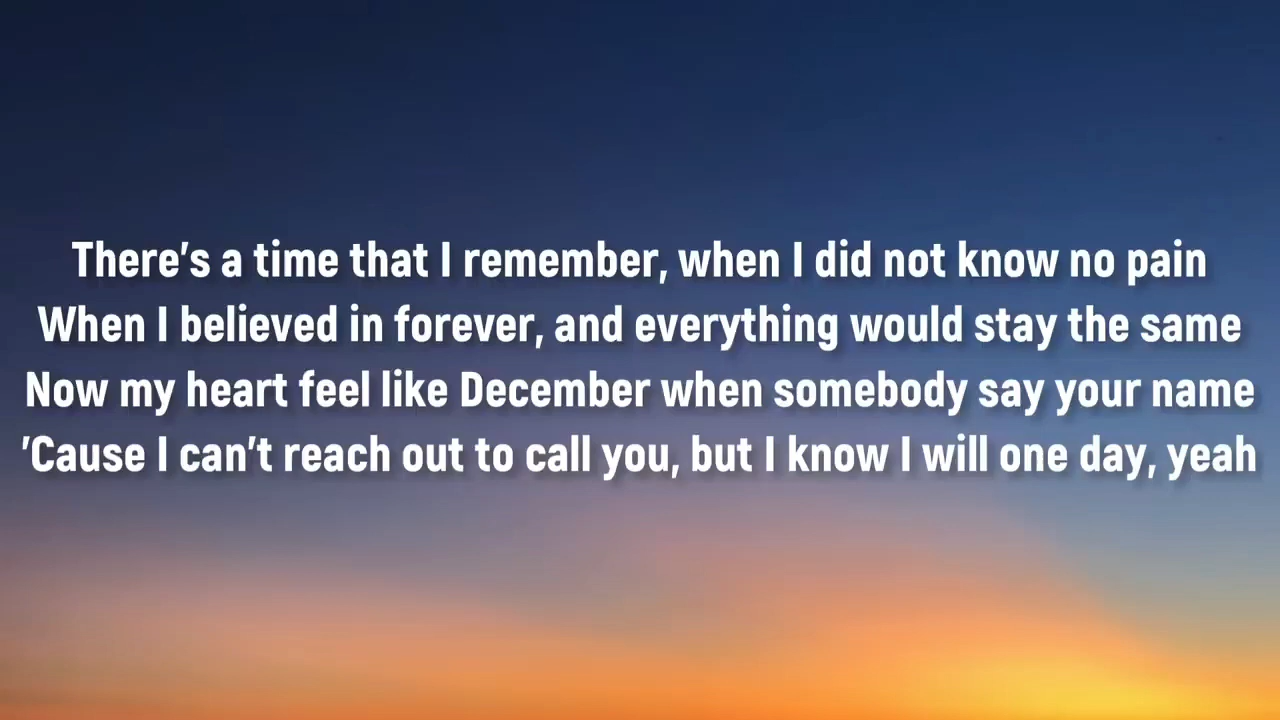 There's a time that I remember, when I did not know no pain
When I believed in forever, and everything would stay the same
Now my heart feel like December when somebody say your name
'Cause I can't reach out to call you, but I know I will one day, yeah